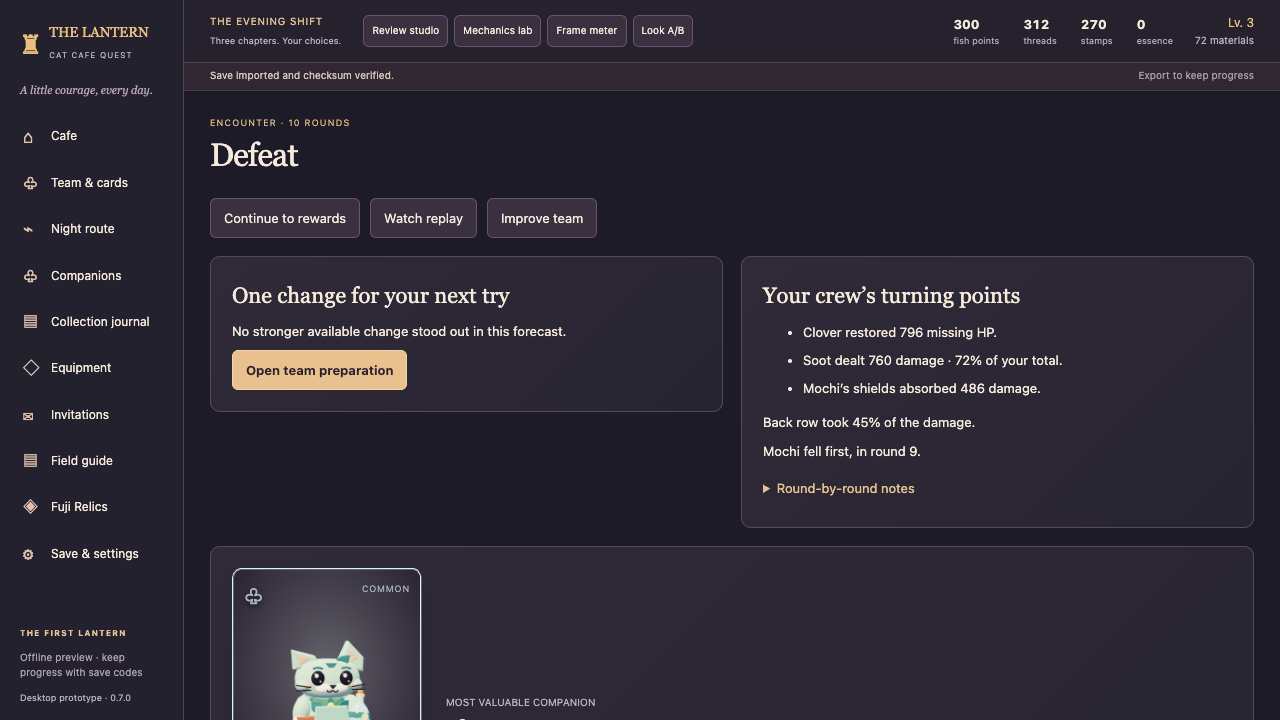 THE LANTERN
CAT CAFE QUEST
A little courage, every day.
Cafe
Team & cards
Night route
Companions
Collection journal
Equipment
Invitations
Field guide
Fuji Relics
Save & settings
THE FIRST LANTERN
Offline preview · keep
progress with save codes
Desktop prototype · 0.7.0
THE EVENING SHIFT
Three chapters. Your choices.
Review studio
Mechanics lab
Frame meter
Look A/B
300
fish points
312
threads
270
stamps
0
essence
Lv. 3
72 materials
Save imported and checksum verified.
Export to keep progress
ENCOUNTER · 10 ROUNDS
Defeat
Continue to rewards
Watch replay
Improve team
One change for your next try
No stronger available change stood out in this forecast.
Open team preparation
Your crew’s turning points
• Clover restored 796 missing HP.
• Soot dealt 760 damage · 72% of your total.
• Mochi’s shields absorbed 486 damage.
Back row took 45% of the damage.
Mochi fell first, in round 9.
Round-by-round notes
COMMON
MOST VALUABLE COMPANION